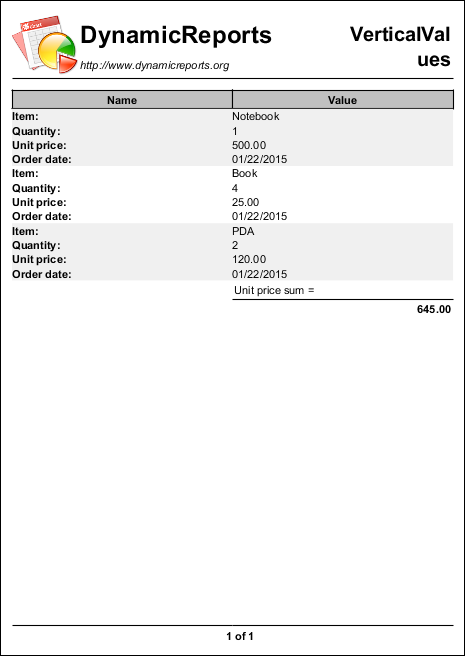 DynamicReports
http://www.dynamicreports.org
VerticalVal
ues
Name Value
Item: Notebook
Quantity: 1
Unit price: 500.00
Order date: 01/22/2015
Item: Book
Quantity: 4
Unit price: 25.00
Order date: 01/22/2015
Item: PDA
Quantity: 2
Unit price: 120.00
Order date: 01/22/2015
Unit price sum =
645.00
1 of 1